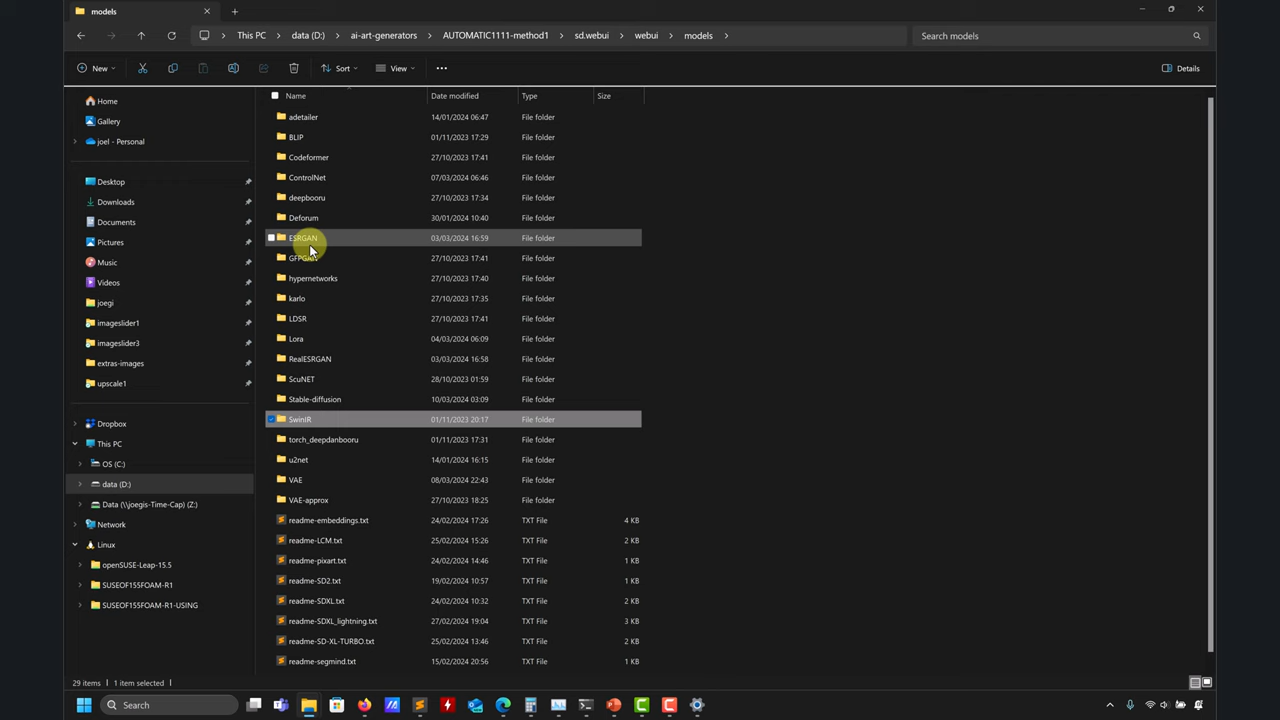 models
This PC
data (D:)
ai-art-generators
AUTOMATIC1111-method1
sd.webui
webui
models
Search models
New
Sort
View
Details
Home
Gallery
joel - Personal
Desktop
Downloads
Documents
Pictures
Music
Videos
joegi
imageslider1
imageslider3
extras-images
upscale1
Dropbox
This PC
OS (C:)
data (D:)
Data (\\joegis-Time-Cap) (Z:)
Network
Linux
openSUSE-Leap-15.5
SUSEOF155FOAM-R1
SUSEOF155FOAM-R1-USING
Name Date modified Type Size
adetailer 14/01/2024 06:47 File folder
BLIP 01/11/2023 17:29 File folder
Codeformer 27/10/2023 17:41 File folder
ControlNet 07/03/2024 06:46 File folder
deepbooru 27/10/2023 17:34 File folder
Deforum 30/01/2024 10:40 File folder
ESRGAN 03/03/2024 16:59 File folder
GFPGAN 27/10/2023 17:41 File folder
hypernetworks 27/10/2023 17:40 File folder
karlo 27/10/2023 17:35 File folder
LDSR 27/10/2023 17:41 File folder
Lora 04/03/2024 06:09 File folder
RealESRGAN 03/03/2024 16:58 File folder
ScuNET 28/10/2023 01:59 File folder
Stable-diffusion 10/03/2024 03:09 File folder
SwinIR 01/11/2023 20:17 File folder
torch_deepdanbooru 01/11/2023 17:31 File folder
u2net 14/01/2024 16:15 File folder
VAE 08/03/2024 22:43 File folder
VAE-approx 27/10/2023 18:25 File folder
readme-embeddings.txt 24/02/2024 17:26 TXT File 4 KB
readme-LCM.txt 25/02/2024 15:26 TXT File 2 KB
readme-pixart.txt 24/02/2024 14:46 TXT File 1 KB
readme-SD2.txt 19/02/2024 10:57 TXT File 1 KB
readme-SDXL.txt 24/02/2024 10:32 TXT File 2 KB
readme-SDXL_lightning.txt 27/02/2024 19:04 TXT File 3 KB
readme-SD-XL-TURBO.txt 25/02/2024 13:46 TXT File 2 KB
readme-segmind.txt 15/02/2024 20:56 TXT File 1 KB
29 items 1 item selected
Search